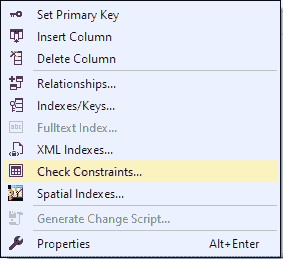 Set Primary Key
Insert Column
Delete Column
Relationships...
Indexes/Keys...
abc Fulltext Index...
XML Indexes...
Check Constraints...
Spatial Indexes...
Generate Change Script...
Properties Alt+Enter